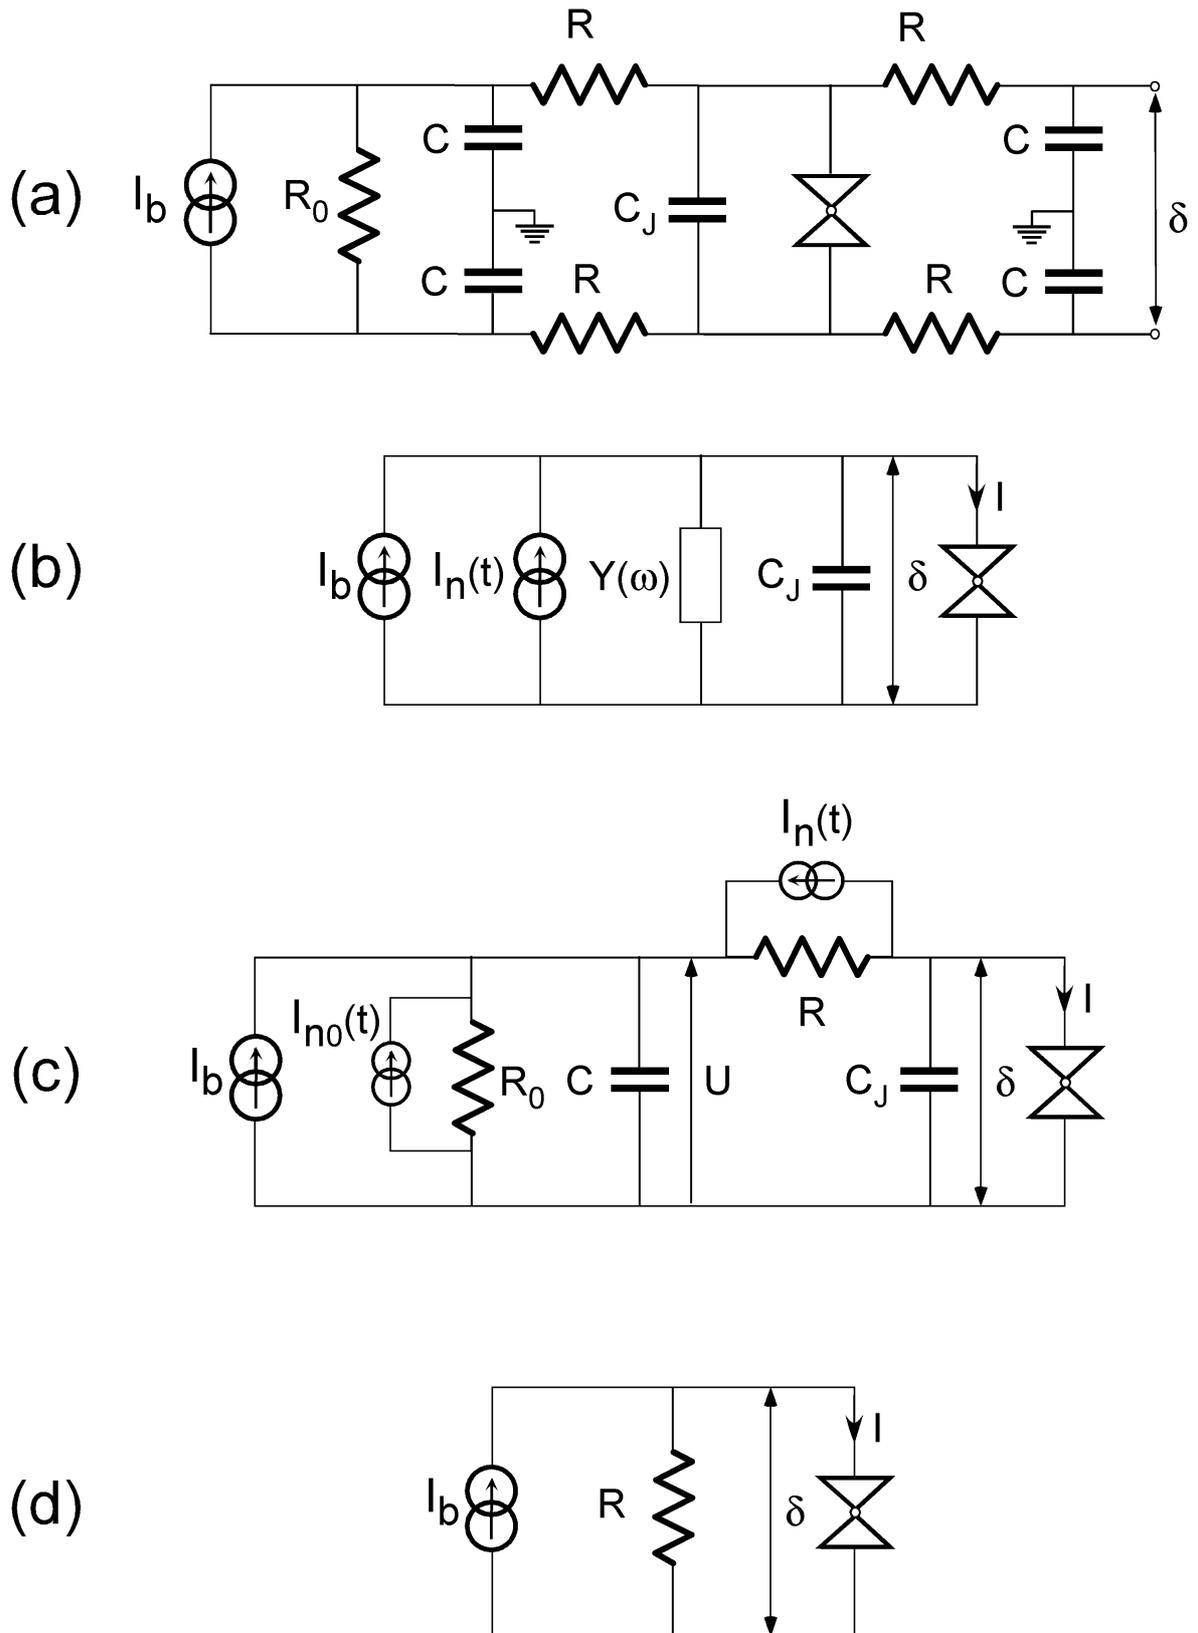 R R
(a) I_b R_0 C C_J C δ
C R R C
(b) I_b I_n(t) Y(ω) C_J δ I
I_n(t)
R
(c) I_b I_n0(t) R_0 C U C_J δ I
(d) I_b R δ I